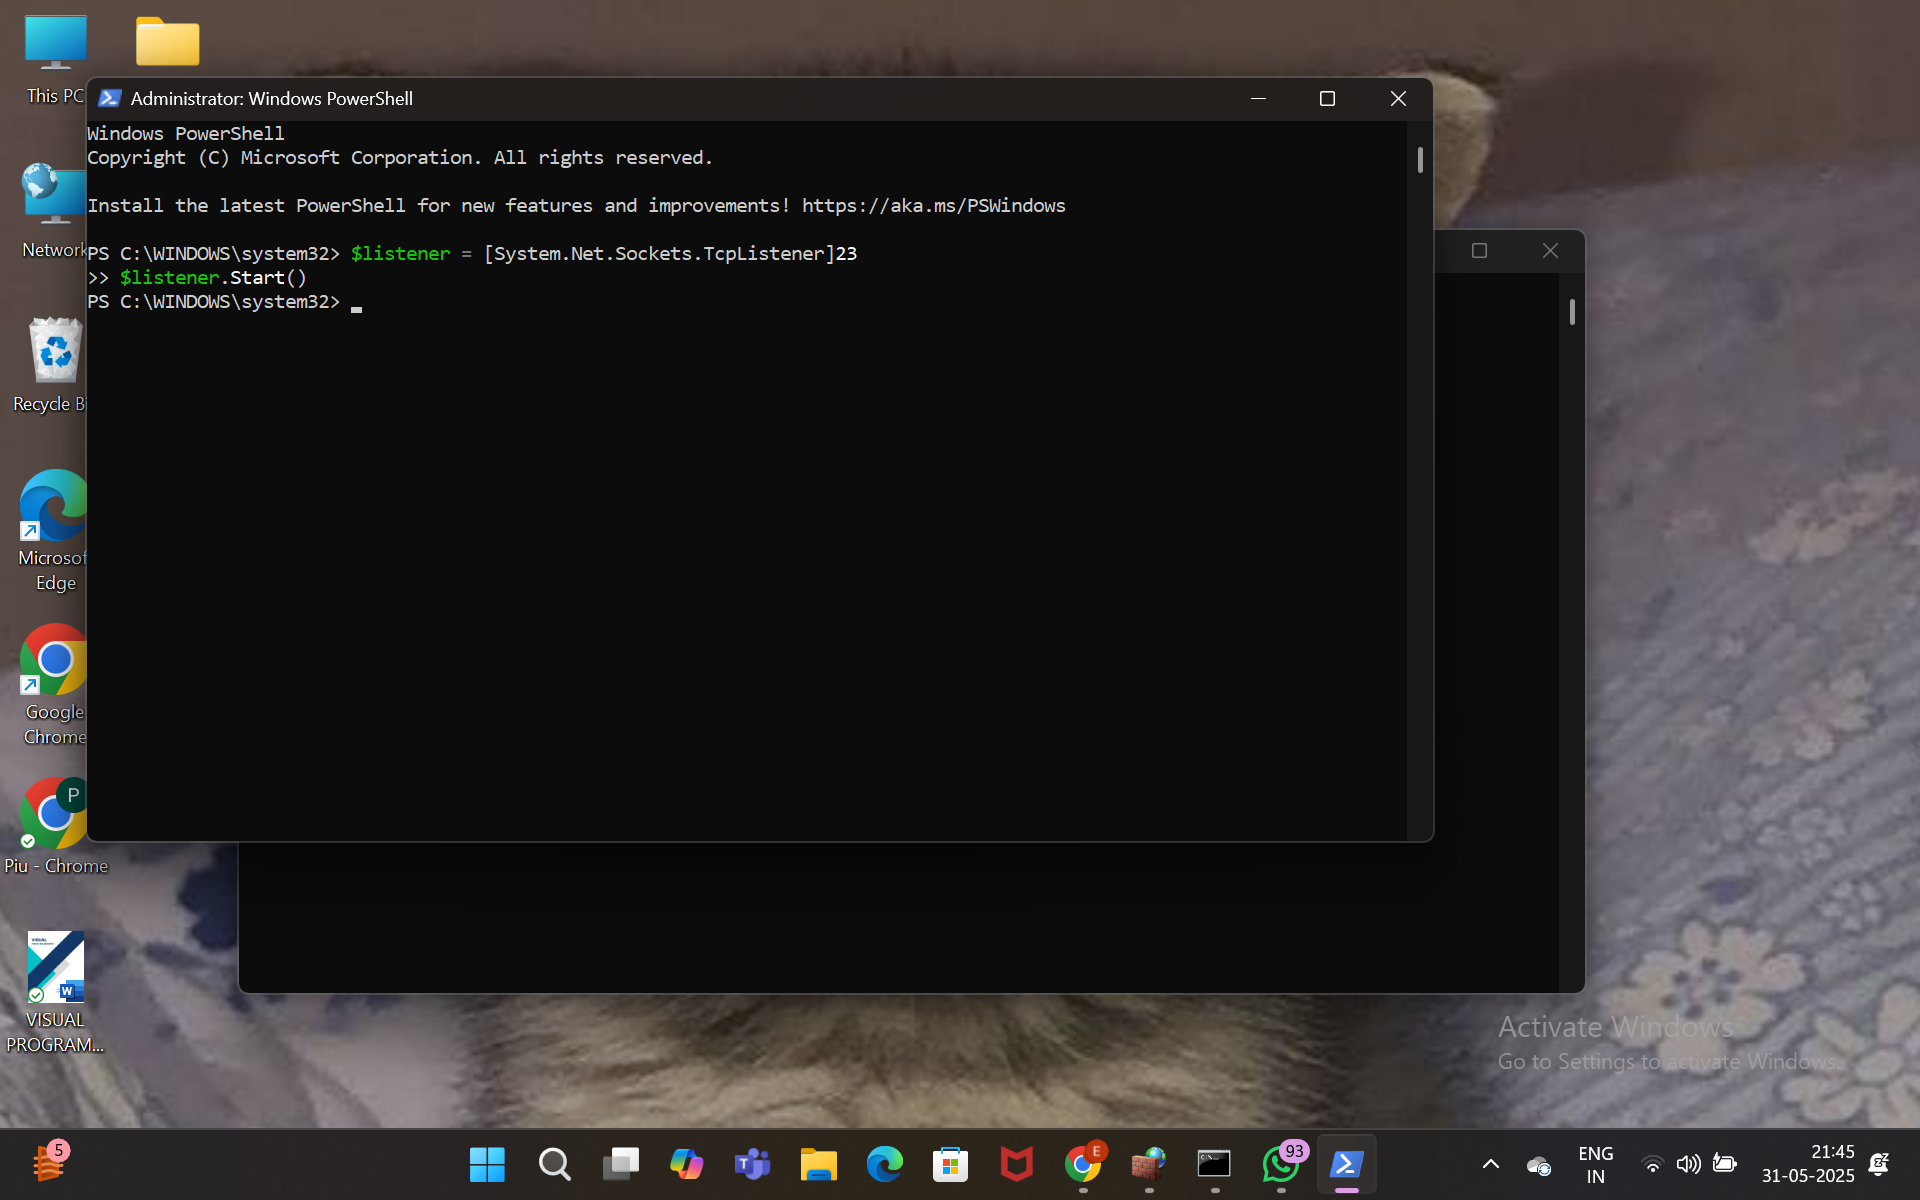 This PC
Administrator: Windows PowerShell
Windows PowerShell
Copyright (C) Microsoft Corporation. All rights reserved.
Install the latest PowerShell for new features and improvements! https://aka.ms/PSWindows
PS C:\WINDOWS\system32> $listener = [System.Net.Sockets.TcpListener]23
>> $listener.Start()
PS C:\WINDOWS\system32>
Network
Recycle Bi
Microsof
Edge
Google
Chrome
P
Piu - Chrome
VISUAL
W
VISUAL
PROGRAM...
Activate Windows
Go to Settings to activate Windows.
5
E
93
ENG
IN
21:45
31-05-2025